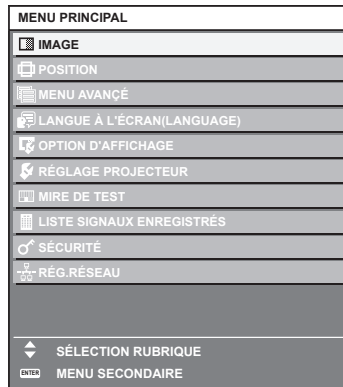 MENU PRINCIPAL
IMAGE
POSITION
MENU AVANÇÉ
LANGUE À L'ÉCRAN(LANGUAGE)
OPTION D'AFFICHAGE
RÉGLAGE PROJECTEUR
MIRE DE TEST
LISTE SIGNAUX ENREGISTRÉS
SÉCURITÉ
RÉG.RÉSEAU
SÉLECTION RUBRIQUE
ENTER MENU SECONDAIRE